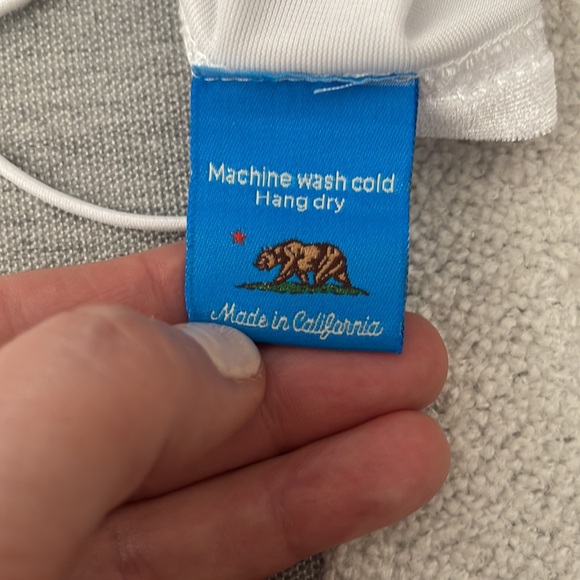 Machine wash cold
Hang dry
Made in California